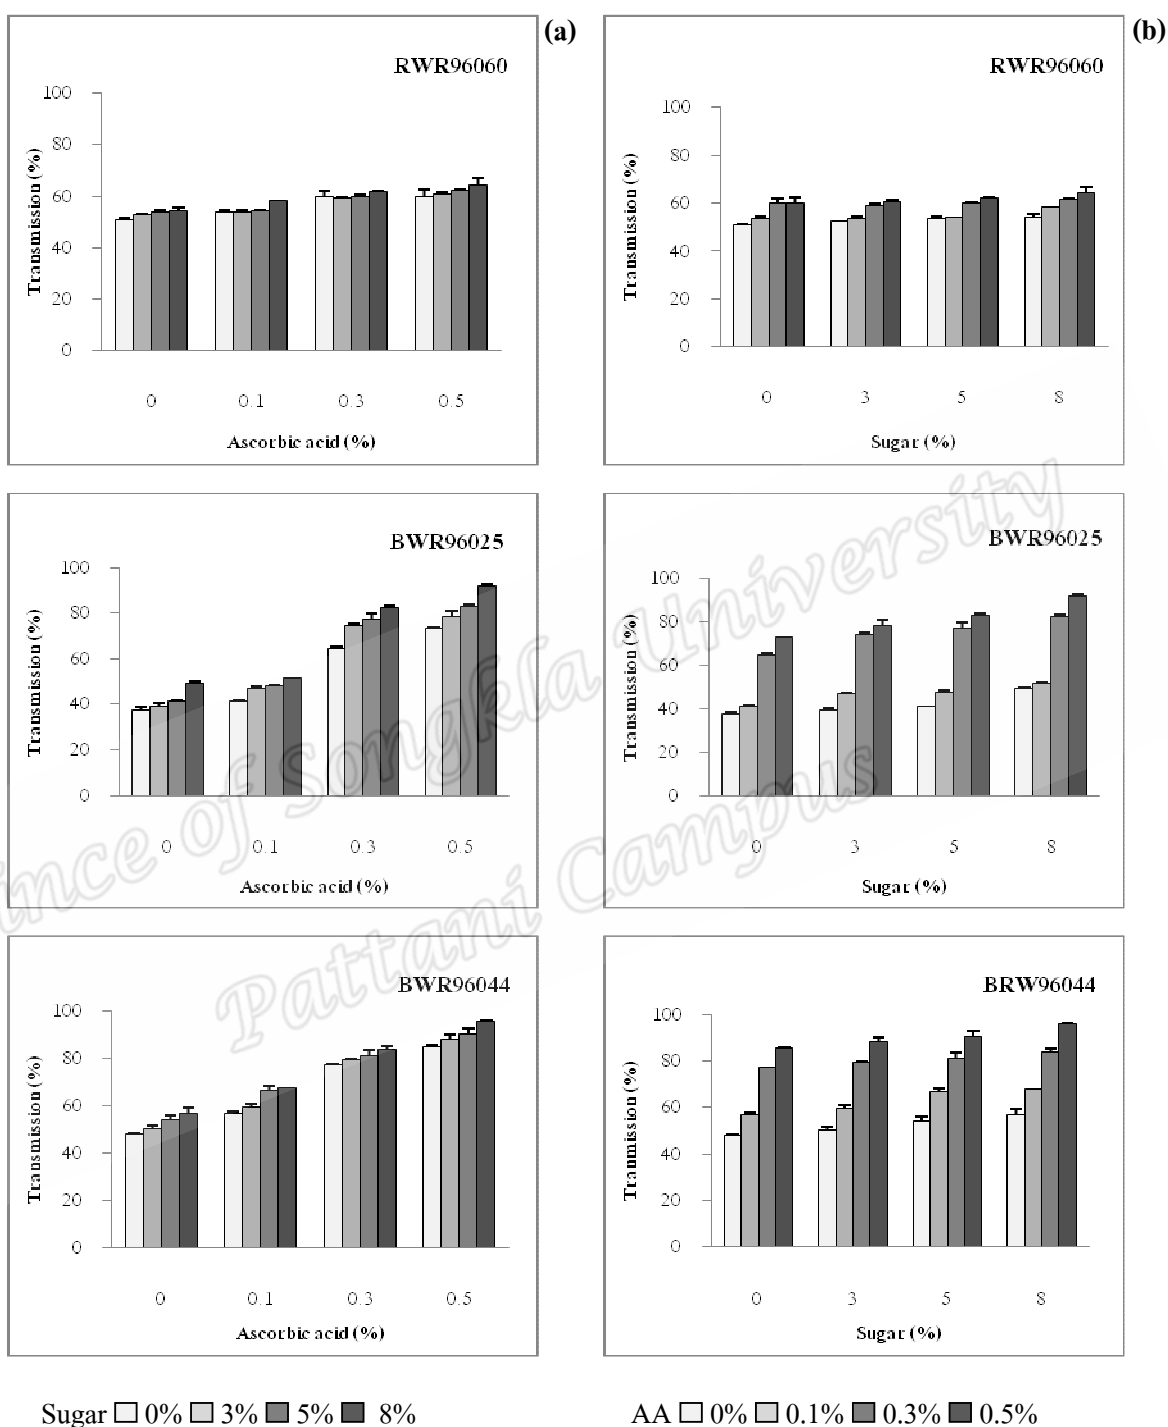 (a)
RWR96060
Transmission (%)
100
80
60
40
20
0
0 0.1 0.3 0.5
Ascorbic acid (%)
(b)
RWR96060
Transmission (%)
100
80
60
40
20
0
0 3 5 8
Sugar (%)
BWR96025
Transmission (%)
100
80
60
40
20
0
0 0.1 0.3 0.5
Ascorbic acid (%)
BWR96025
Transmission (%)
100
80
60
40
20
0
0 3 5 8
Sugar (%)
BWR96044
Transmission (%)
100
80
60
40
20
0
0 0.1 0.3 0.5
Ascorbic acid (%)
BRW96044
Tranmission (%)
100
80
60
40
20
0
0 3 5 8
Sugar (%)
Sugar 0% 3% 5% 8%
AA 0% 0.1% 0.3% 0.5%
ince of Songkla University
Pattani Campus